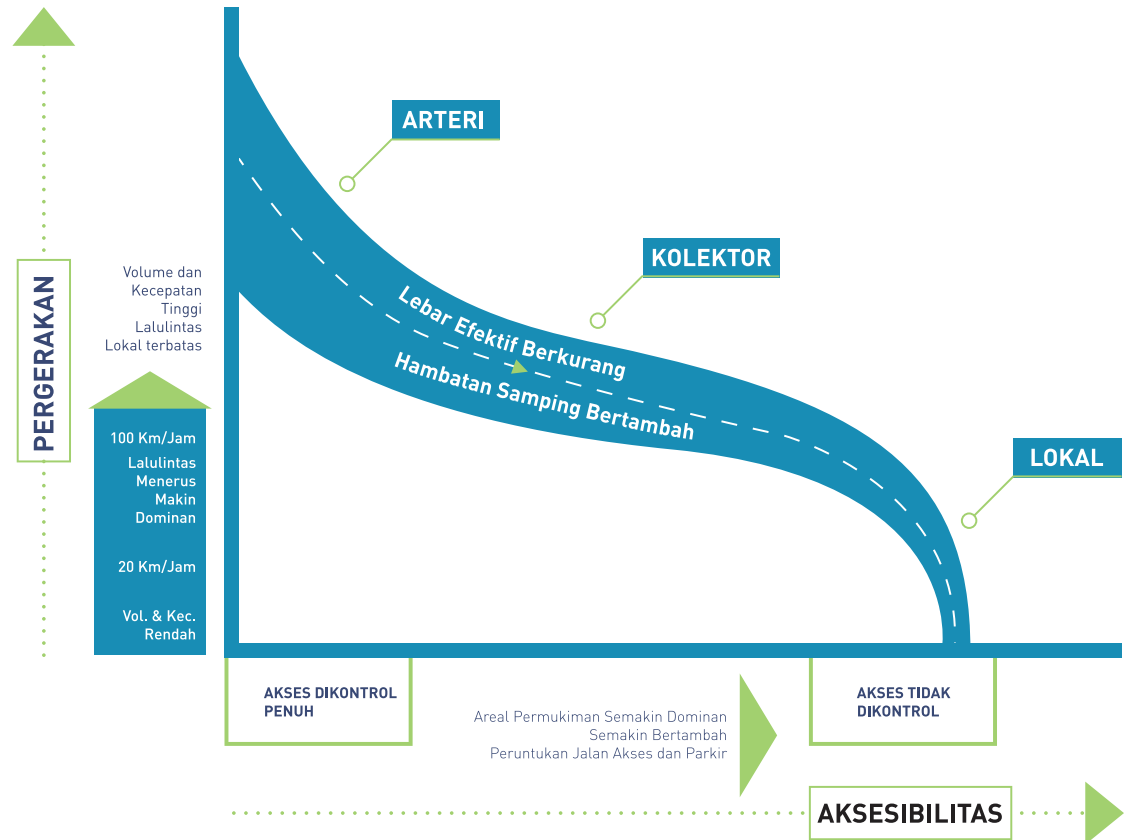 ARTERI
KOLEKTOR
LOKAL
Lebar Efektif Berkurang
Hambatan Samping Bertambah
PERGERAKAN
Volume dan
Kecepatan
Tinggi
Lalulintas
Lokal terbatas
100 Km/Jam
Lalulintas
Menerus
Makin
Dominan
20 Km/Jam
Vol. & Kec.
Rendah
AKSES DIKONTROL
PENUH
Areal Permukiman Semakin Dominan
Semakin Bertambah
Peruntukan Jalan Akses dan Parkir
AKSES TIDAK
DIKONTROL
AKSESIBILITAS